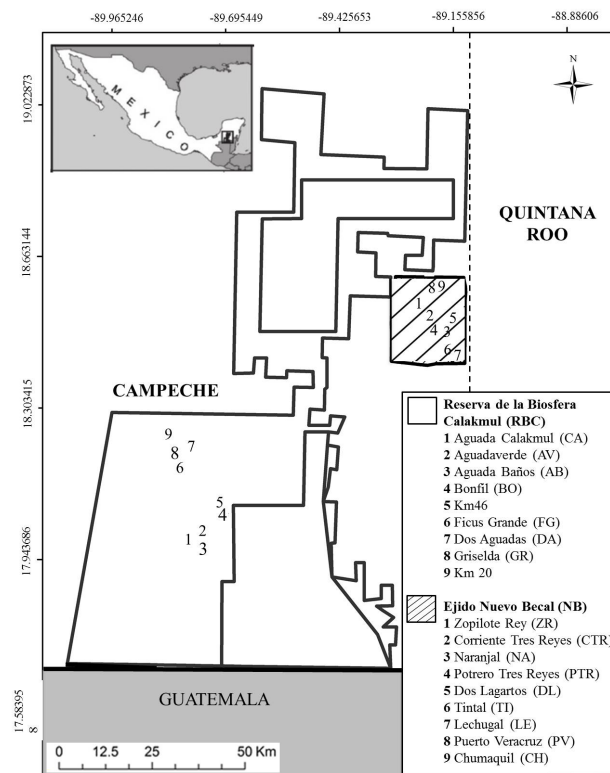 -89.965246 -89.695449 -89.425653 -89.155856 -88.88606
19.022873
18.663144
18.303415
17.943686
17.58395
8
MEXICO
N
QUINTANA
ROO
CAMPECHE
8 9
1
2 5
4 3
6 7
9
8 7
6
5
4
1 2
3
Reserva de la Biosfera
Calakmul (RBC)
1 Aguada Calakmul (CA)
2 Aguadaverde (AV)
3 Aguada Baños (AB)
4 Bonfil (BO)
5 Km46
6 Ficus Grande (FG)
7 Dos Aguadas (DA)
8 Griselda (GR)
9 Km 20
Ejido Nuevo Becal (NB)
1 Zopilote Rey (ZR)
2 Corriente Tres Reyes (CTR)
3 Naranjal (NA)
4 Potrero Tres Reyes (PTR)
5 Dos Lagartos (DL)
6 Tintal (TI)
7 Lechugal (LE)
8 Puerto Veracruz (PV)
9 Chumaquil (CH)
GUATEMALA
0 12.5 25 50 Km